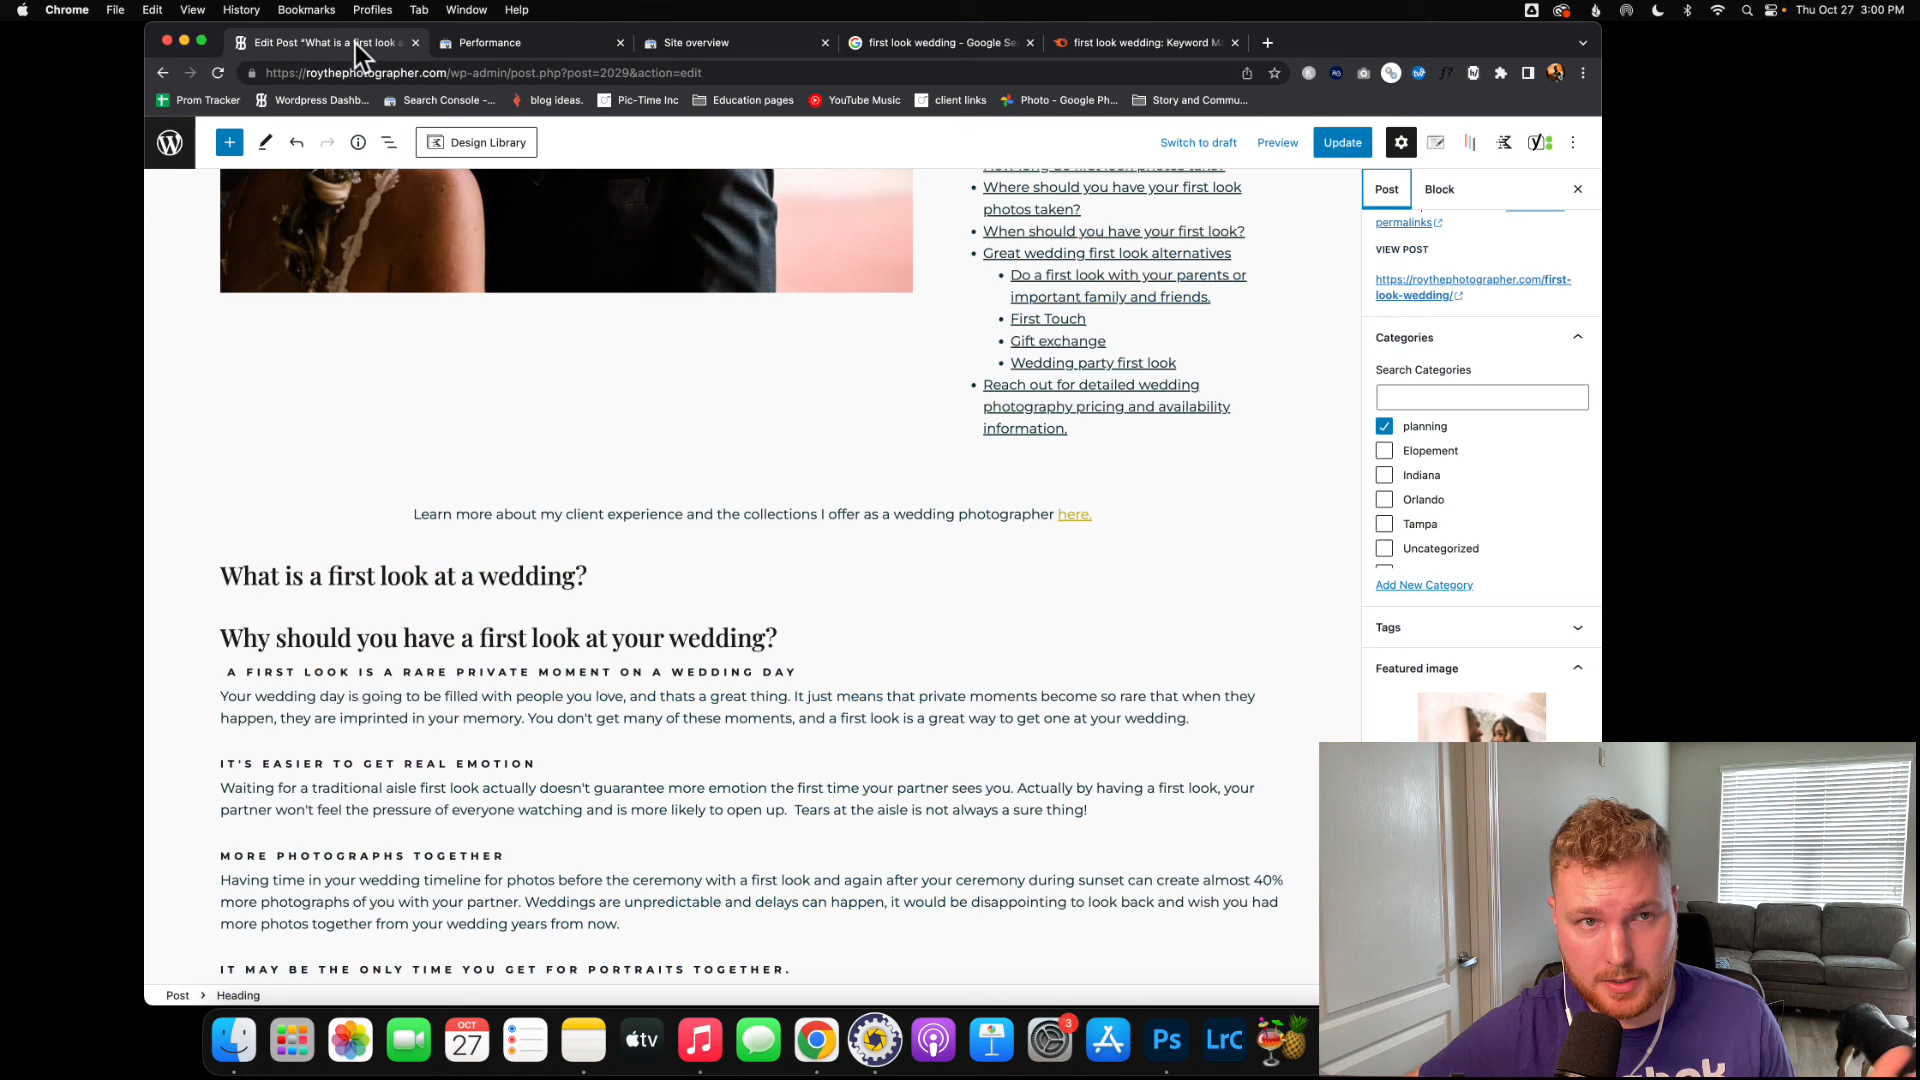 Chrome File Edit View History Bookmarks Profiles Tab Window Help
Thu Oct 27 3:00 PM
Edit Post “What is a first look a
Performance
Site overview
first look wedding - Google Se
first look wedding: Keyword M
https://roythephotographer.com/wp-admin/post.php?post=2029&action=edit
Prom Tracker
Wordpress Dashb...
Search Console -...
blog ideas.
Pic-Time Inc
Education pages
YouTube Music
client links
Photo - Google Ph...
Story and Commu...
Design Library
Switch to draft
Preview
Update
Where should you have your first look
photos taken?
When should you have your first look?
Great wedding first look alternatives
Do a first look with your parents or
important family and friends.
First Touch
Gift exchange
Wedding party first look
Reach out for detailed wedding
photography pricing and availability
information.
Learn more about my client experience and the collections I offer as a wedding photographer here.
What is a first look at a wedding?
Why should you have a first look at your wedding?
A FIRST LOOK IS A RARE PRIVATE MOMENT ON A WEDDING DAY
Your wedding day is going to be filled with people you love, and thats a great thing. It just means that private moments become so rare that when they
happen, they are imprinted in your memory. You don't get many of these moments, and a first look is a great way to get one at your wedding.
IT'S EASIER TO GET REAL EMOTION
Waiting for a traditional aisle first look actually doesn't guarantee more emotion the first time your partner sees you. Actually by having a first look, your
partner won't feel the pressure of everyone watching and is more likely to open up. Tears at the aisle is not always a sure thing!
MORE PHOTOGRAPHS TOGETHER
Having time in your wedding timeline for photos before the ceremony with a first look and again after your ceremony during sunset can create almost 40%
more photographs of you with your partner. Weddings are unpredictable and delays can happen, it would be disappointing to look back and wish you had
more photos together from your wedding years from now.
IT MAY BE THE ONLY TIME YOU GET FOR PORTRAITS TOGETHER.
Post
Heading
Post
Block
permalinks
VIEW POST
https://roythephotographer.com/first-
look-wedding/
Categories
Search Categories
planning
Elopement
Indiana
Orlando
Tampa
Uncategorized
Add New Category
Tags
Featured image
OCT
27
tv
3
Ps
LrC